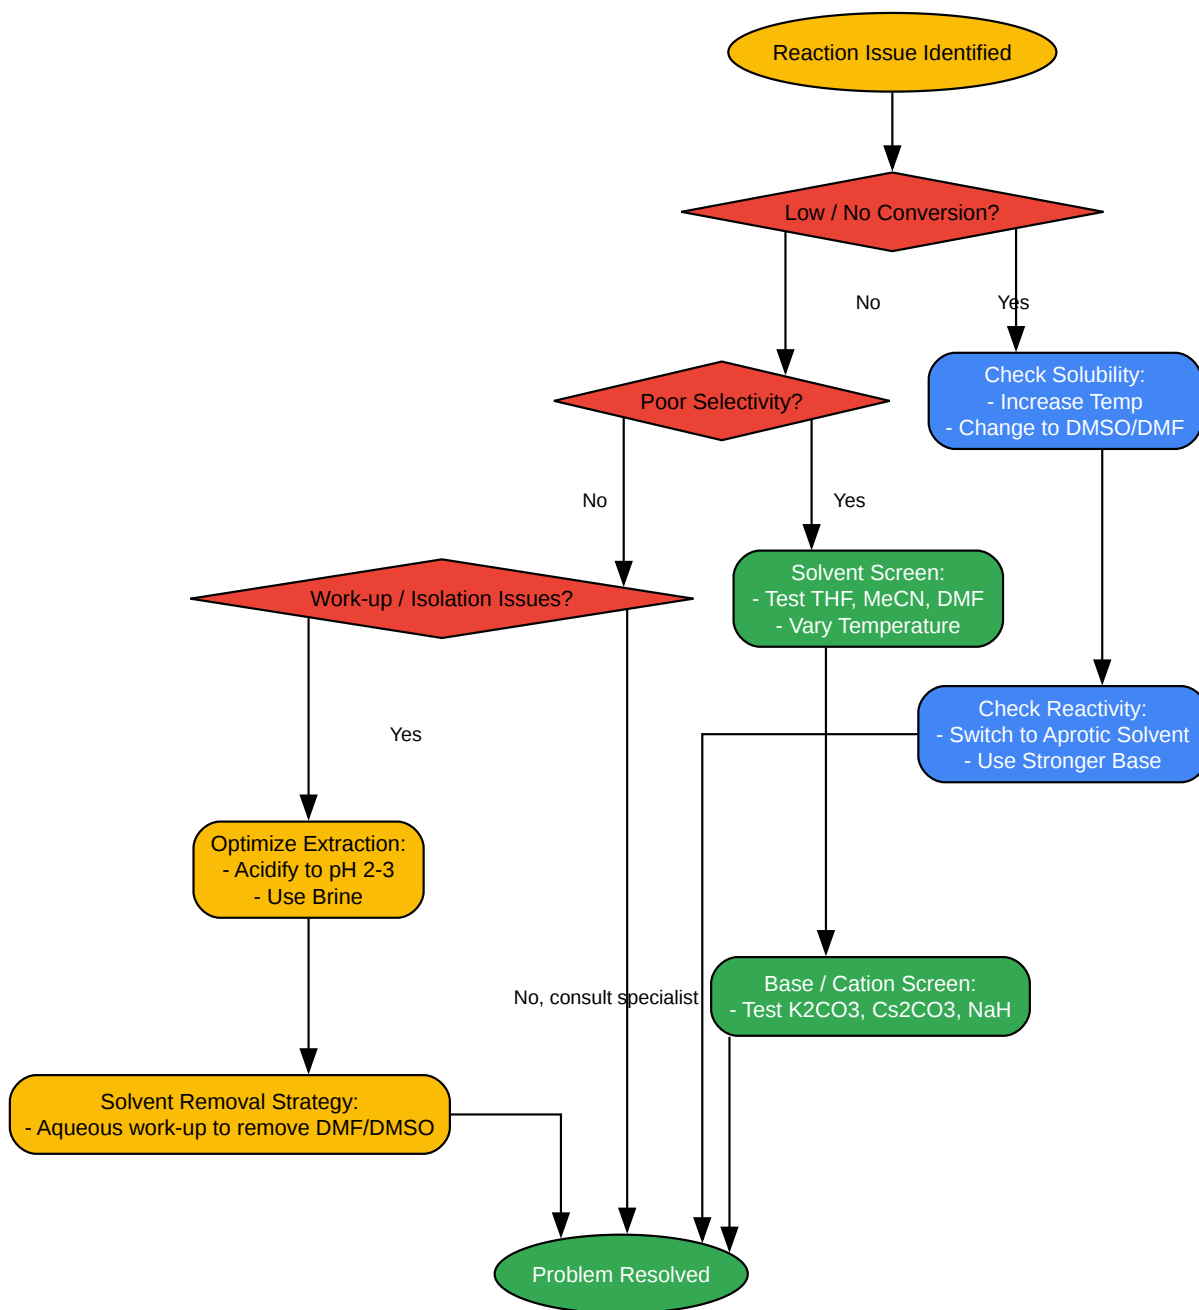 Reaction Issue Identified
Low / No Conversion?
No
Yes
Check Solubility:
- Increase Temp
- Change to DMSO/DMF
Poor Selectivity?
No
Yes
Solvent Screen:
- Test THF, MeCN, DMF
- Vary Temperature
Work-up / Isolation Issues?
Check Reactivity:
- Switch to Aprotic Solvent
- Use Stronger Base
Yes
Optimize Extraction:
- Acidify to pH 2-3
- Use Brine
No, consult specialist
Base / Cation Screen:
- Test K2CO3, Cs2CO3, NaH
Solvent Removal Strategy:
- Aqueous work-up to remove DMF/DMSO
Problem Resolved